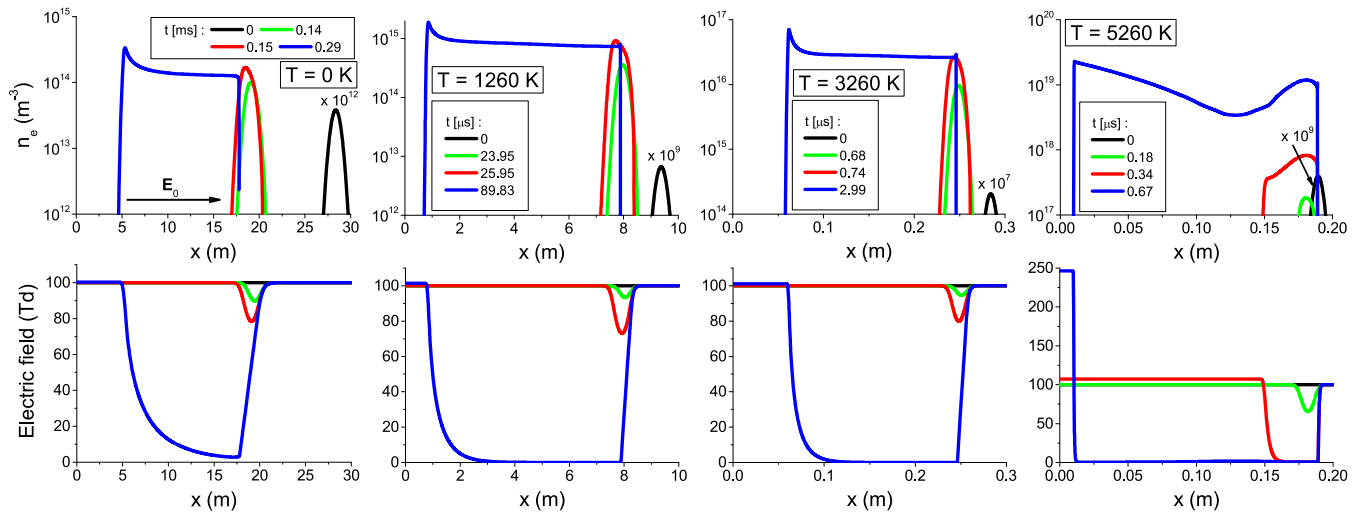 10^15
10^14
10^13
10^12
n_e (m^-3)
t [ms] :
0
0.14
0.15
0.29
T = 0 K
x 10^12
E_0
0 5 10 15 20 25 30
x (m)
10^15
10^14
10^13
10^12
T = 1260 K
t [μs] :
0
23.95
25.95
89.83
x 10^9
0 2 4 6 8 10
x (m)
10^17
10^16
10^15
10^14
T = 3260 K
t [μs] :
0
0.68
0.74
2.99
x 10^7
0.0 0.1 0.2 0.3
x (m)
10^20
10^19
10^18
10^17
T = 5260 K
t [μs] :
0
0.18
0.34
0.67
x 10^9
0.00 0.05 0.10 0.15 0.20
x (m)
Electric field (Td)
100
80
60
40
20
0
0 5 10 15 20 25 30
x (m)
100
80
60
40
20
0
0 2 4 6 8 10
x (m)
100
80
60
40
20
0
0.0 0.1 0.2 0.3
x (m)
250
200
150
100
50
0
0.00 0.05 0.10 0.15 0.20
x (m)